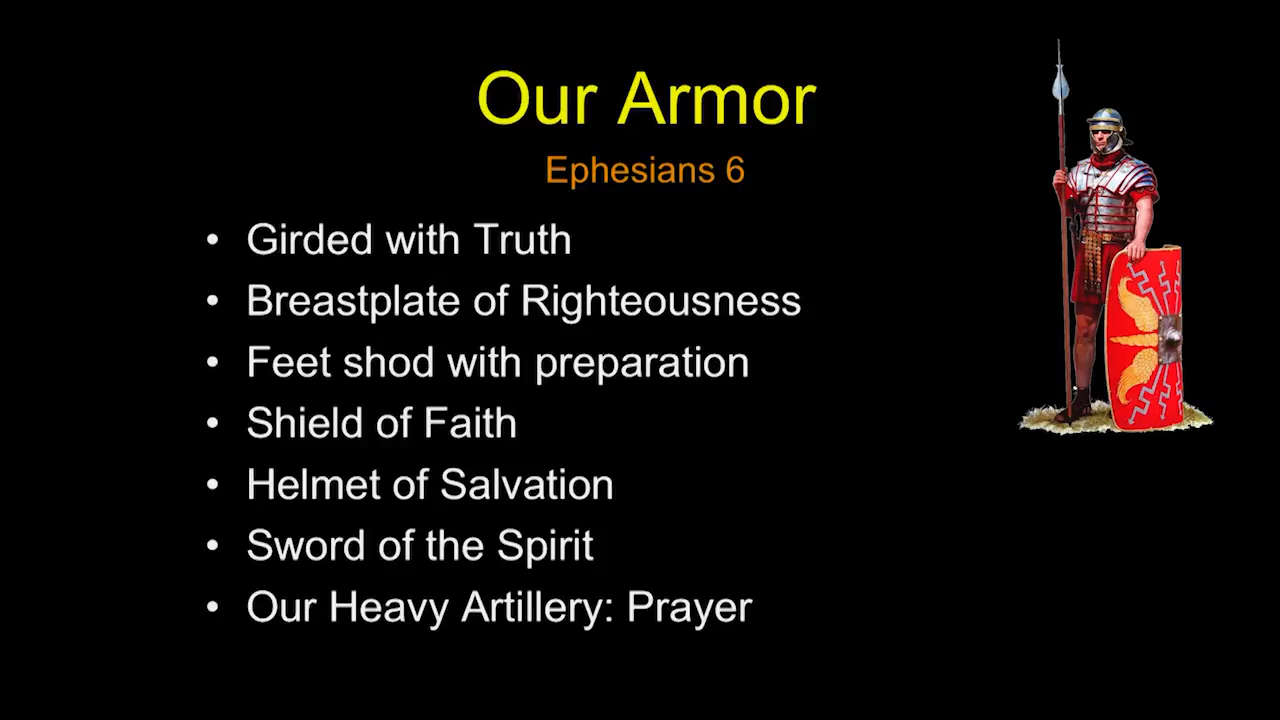 Our Armor
Ephesians 6
• Girded with Truth
• Breastplate of Righteousness
• Feet shod with preparation
• Shield of Faith
• Helmet of Salvation
• Sword of the Spirit
• Our Heavy Artillery: Prayer